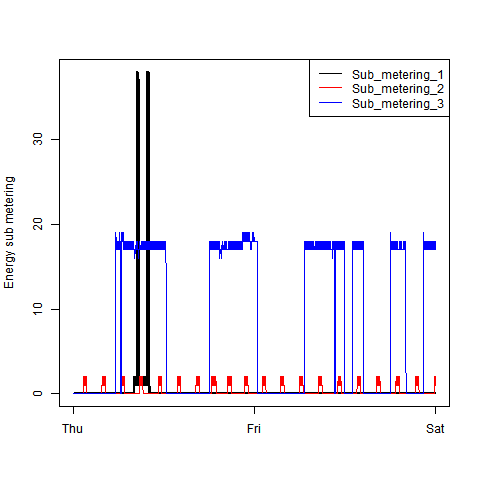 Sub_metering_1
Sub_metering_2
Sub_metering_3
Energy sub metering
30
20
10
0
Thu Fri Sat